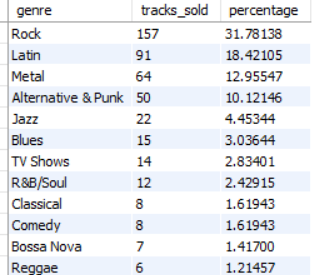 genre tracks_sold percentage
Rock 157 31.78138
Latin 91 18.42105
Metal 64 12.95547
Alternative & Punk 50 10.12146
Jazz 22 4.45344
Blues 15 3.03644
TV Shows 14 2.83401
R&B/Soul 12 2.42915
Classical 8 1.61943
Comedy 8 1.61943
Bossa Nova 7 1.41700
Reggae 6 1.21457